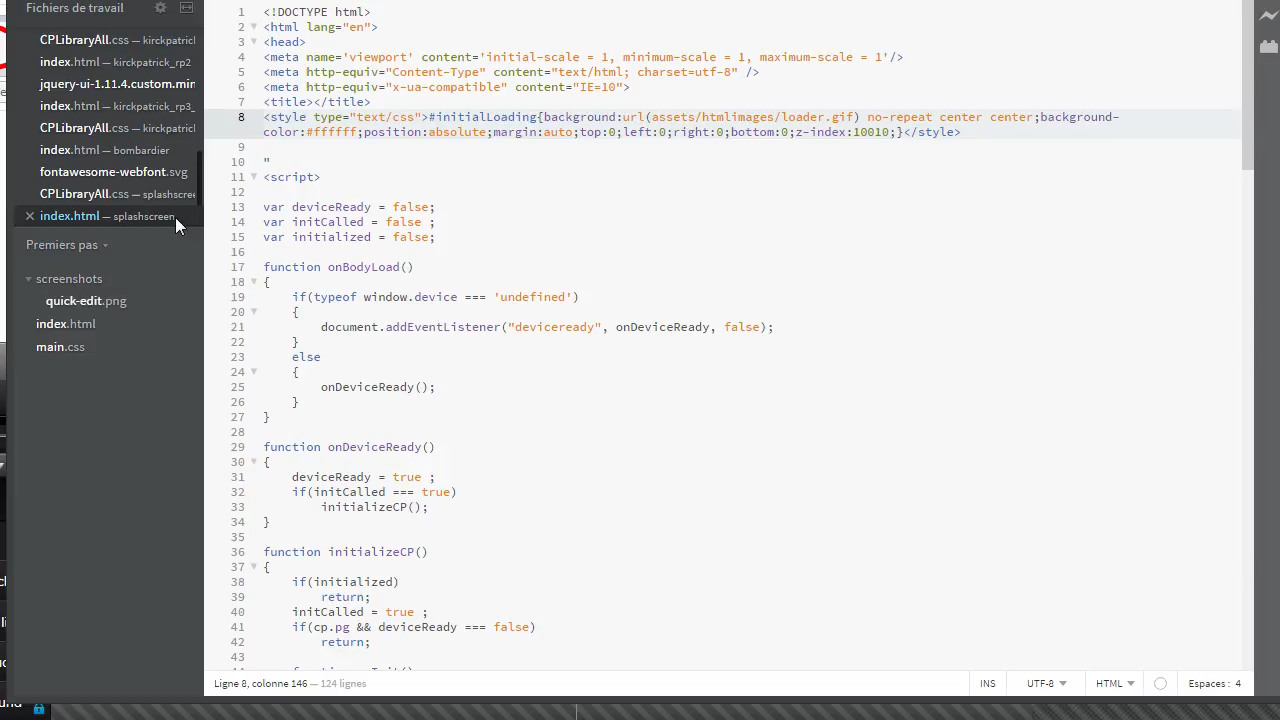 Fichiers de travail
CPLibraryAll.css — kirckpatrick
index.html — kirckpatrick_rp2
jquery-ui-1.11.4.custom.min
index.html — kirckpatrick_rp3_
CPLibraryAll.css — kirckpatrick
index.html — bombardier
fontawesome-webfont.svg
CPLibraryAll.css — splashscree
index.html — splashscreen
Premiers pas
screenshots
quick-edit.png
index.html
main.css
1 <!DOCTYPE html>
2 <html lang="en">
3 <head>
4 <meta name='viewport' content='initial-scale = 1, minimum-scale = 1, maximum-scale = 1'/>
5 <meta http-equiv="Content-Type" content="text/html; charset=utf-8" />
6 <meta http-equiv="x-ua-compatible" content="IE=10">
7 <title></title>
8 <style type="text/css">#initialLoading{background:url(assets/htmlimages/loader.gif) no-repeat center center;background-
color:#ffffff;position:absolute;margin:auto;top:0;left:0;right:0;bottom:0;z-index:10010;}</style>
9
10 "
11 <script>
12
13 var deviceReady = false;
14 var initCalled = false ;
15 var initialized = false;
16
17 function onBodyLoad()
18 {
19 if(typeof window.device === 'undefined')
20 {
21 document.addEventListener("deviceready", onDeviceReady, false);
22 }
23 else
24 {
25 onDeviceReady();
26 }
27 }
28
29 function onDeviceReady()
30 {
31 deviceReady = true ;
32 if(initCalled === true)
33 initializeCP();
34 }
35
36 function initializeCP()
37 {
38 if(initialized)
39 return;
40 initCalled = true ;
41 if(cp.pg && deviceReady === false)
42 return;
43
Ligne 8, colonne 146 — 124 lignes
INS
UTF-8
HTML
Espaces : 4